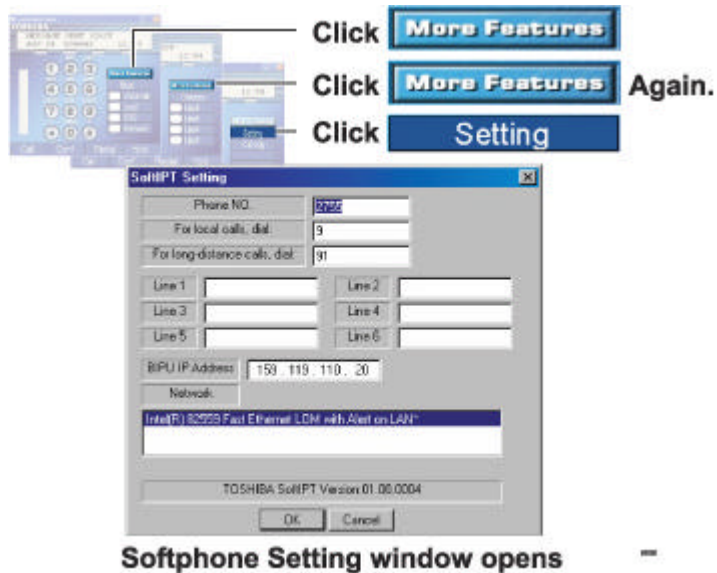 TOSHIBA
Click More Features
Click More Features Again.
Click Setting
SoftIPT Setting
Phone NO. 2755
For local calls, dial: 9
For long-distance calls, dial: 91
Line 1 Line 2
Line 3 Line 4
Line 5 Line 6
BIPU IP Address 159 . 119 . 110 . 20
Network
Intel(R) 82559 Fast Ethernet LOM with Alert on LAN*
TOSHIBA SoftIPT Version 01.00.0004
OK Cancel
Softphone Setting window opens